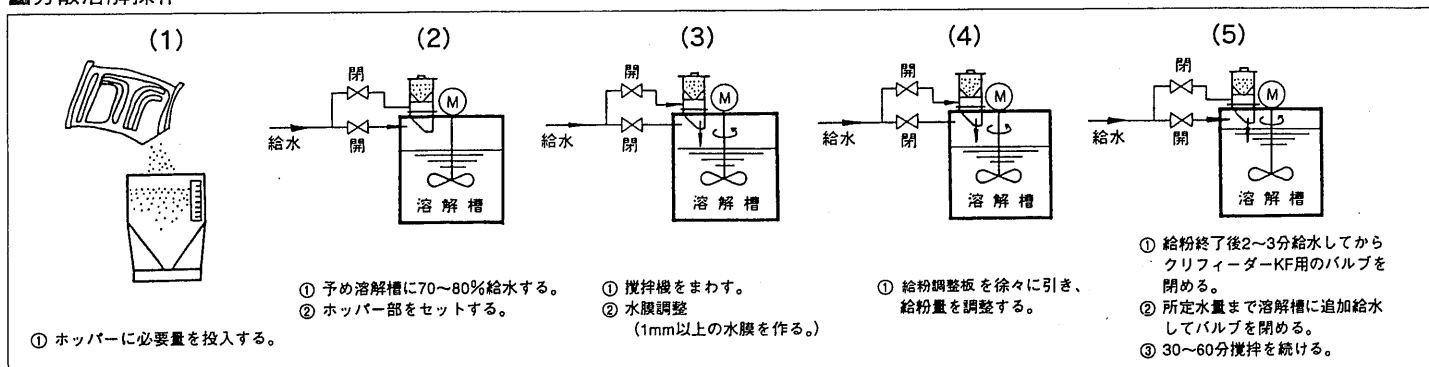 (1)
① ホッパーに必要量を投入する。
(2)
閉
給水
開
M
溶解槽
① 予め溶解槽に70～80％給水する。
② ホッパー部をセットする。
(3)
開
給水
閉
M
溶解槽
① 攪拌機をまわす。
② 水膜調整
(1mm以上の水膜を作る。)
(4)
開
給水
閉
M
溶解槽
① 給粉調整板を徐々に引き、
給粉量を調整する。
(5)
閉
給水
開
M
溶解槽
① 給粉終了後2～3分給水してから
クリフィーダーKF用のバルブを
閉める。
② 所定水量まで溶解槽に追加給水
してバルブを閉める。
③ 30～60分攪拌を続ける。